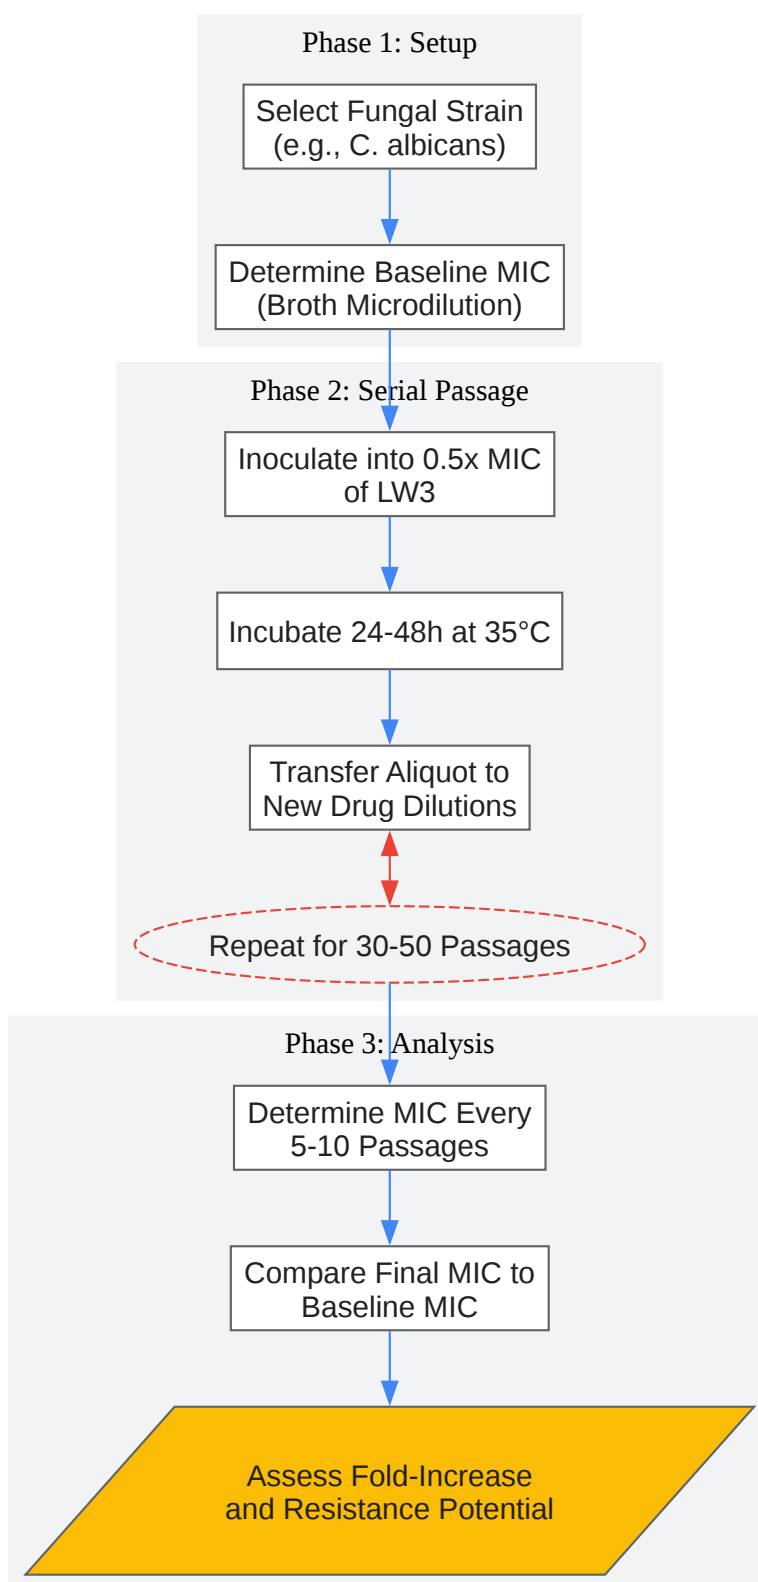 Phase 1: Setup
Select Fungal Strain
(e.g., C. albicans)
Determine Baseline MIC
(Broth Microdilution)
Phase 2: Serial Passage
Inoculate into 0.5x MIC
of LW3
Incubate 24-48h at 35°C
Transfer Aliquot to
New Drug Dilutions
Repeat for 30-50 Passages
Phase 3: Analysis
Determine MIC Every
5-10 Passages
Compare Final MIC to
Baseline MIC
Assess Fold-Increase
and Resistance Potential